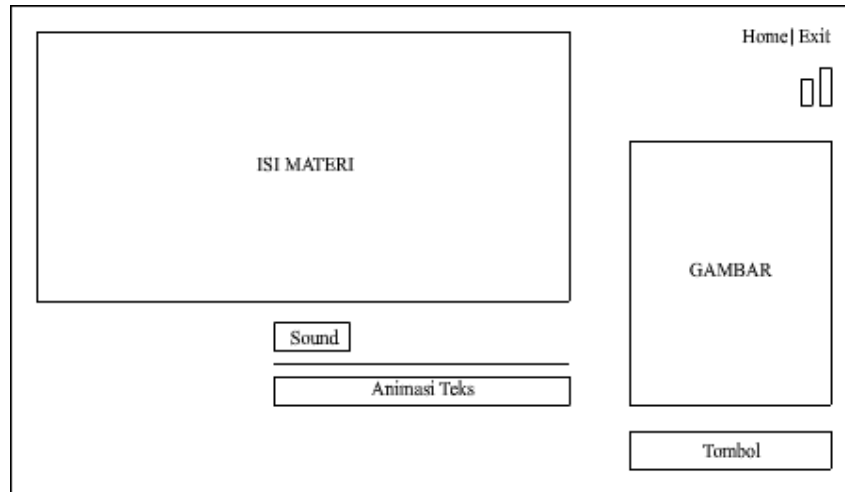 Home| Exit
ISI MATERI
GAMBAR
Sound
Animasi Teks
Tombol